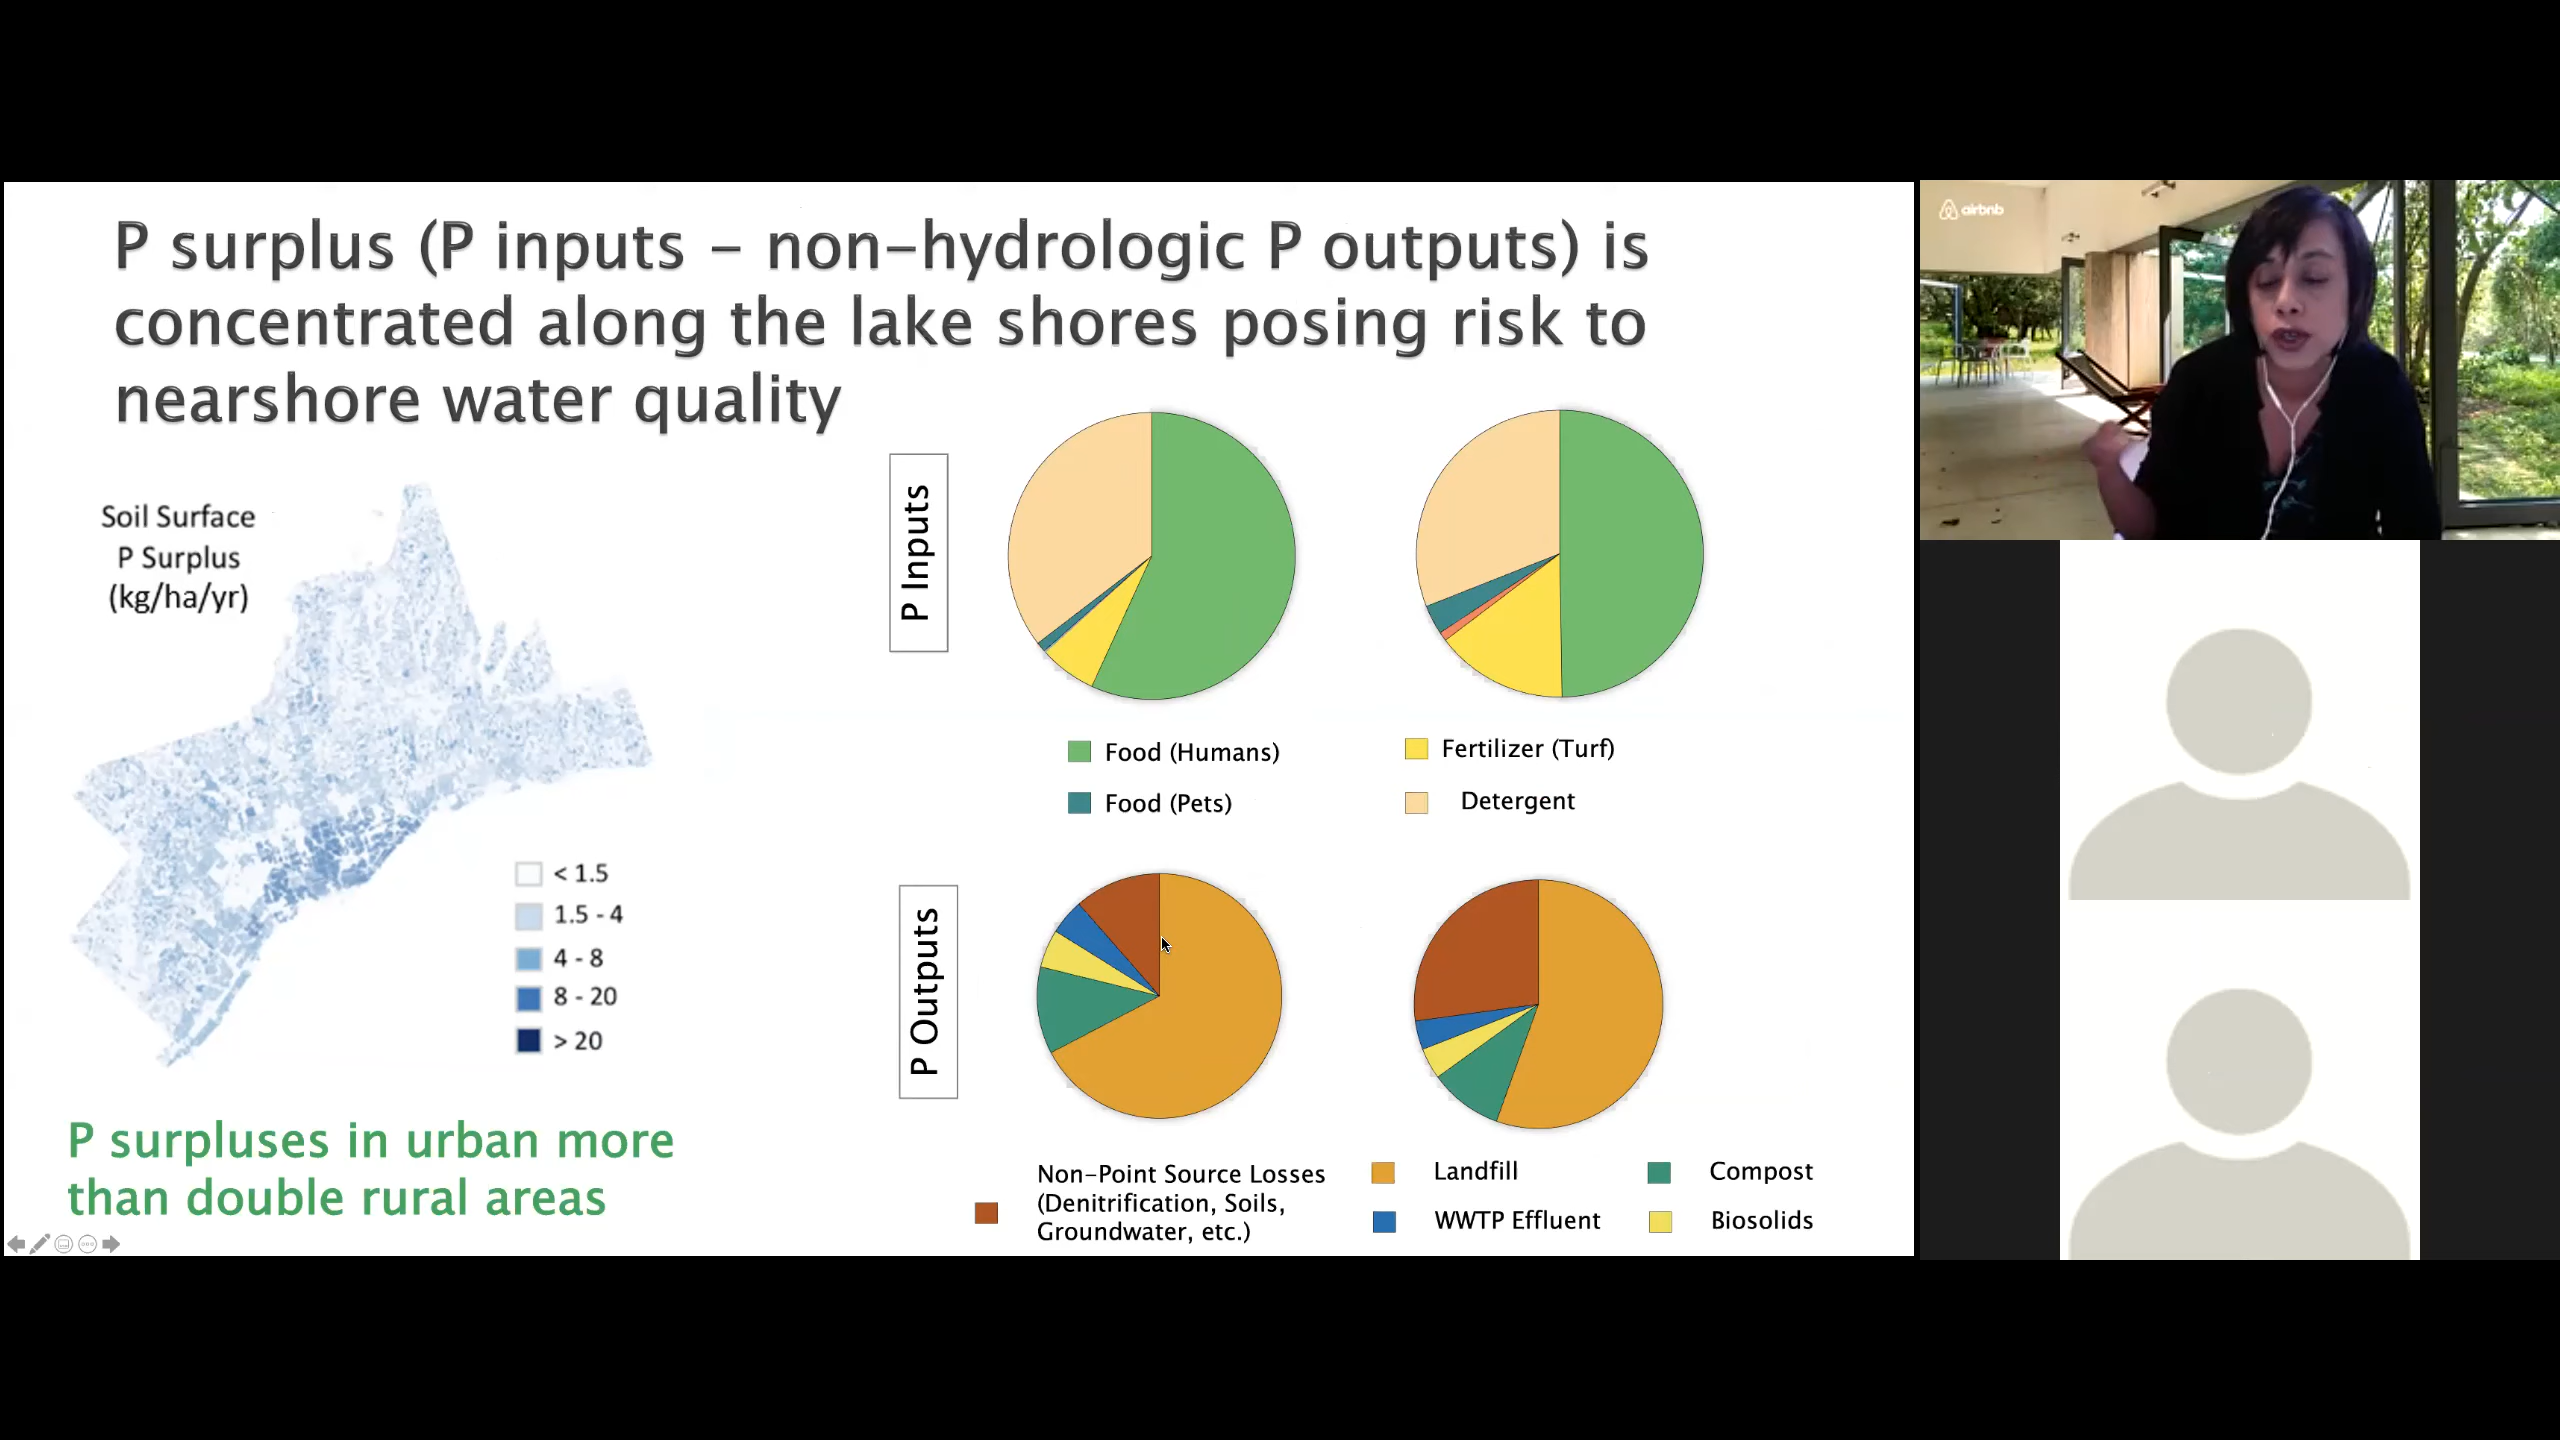 P surplus (P inputs – non-hydrologic P outputs) is
concentrated along the lake shores posing risk to
nearshore water quality
Soil Surface
P Surplus
(kg/ha/yr)
< 1.5
1.5 - 4
4 - 8
8 - 20
> 20
P surpluses in urban more
than double rural areas
P Inputs
Food (Humans)
Fertilizer (Turf)
Food (Pets)
Detergent
P Outputs
Non-Point Source Losses
(Denitrification, Soils,
Groundwater, etc.)
Landfill
Compost
WWTP Effluent
Biosolids
airbnb